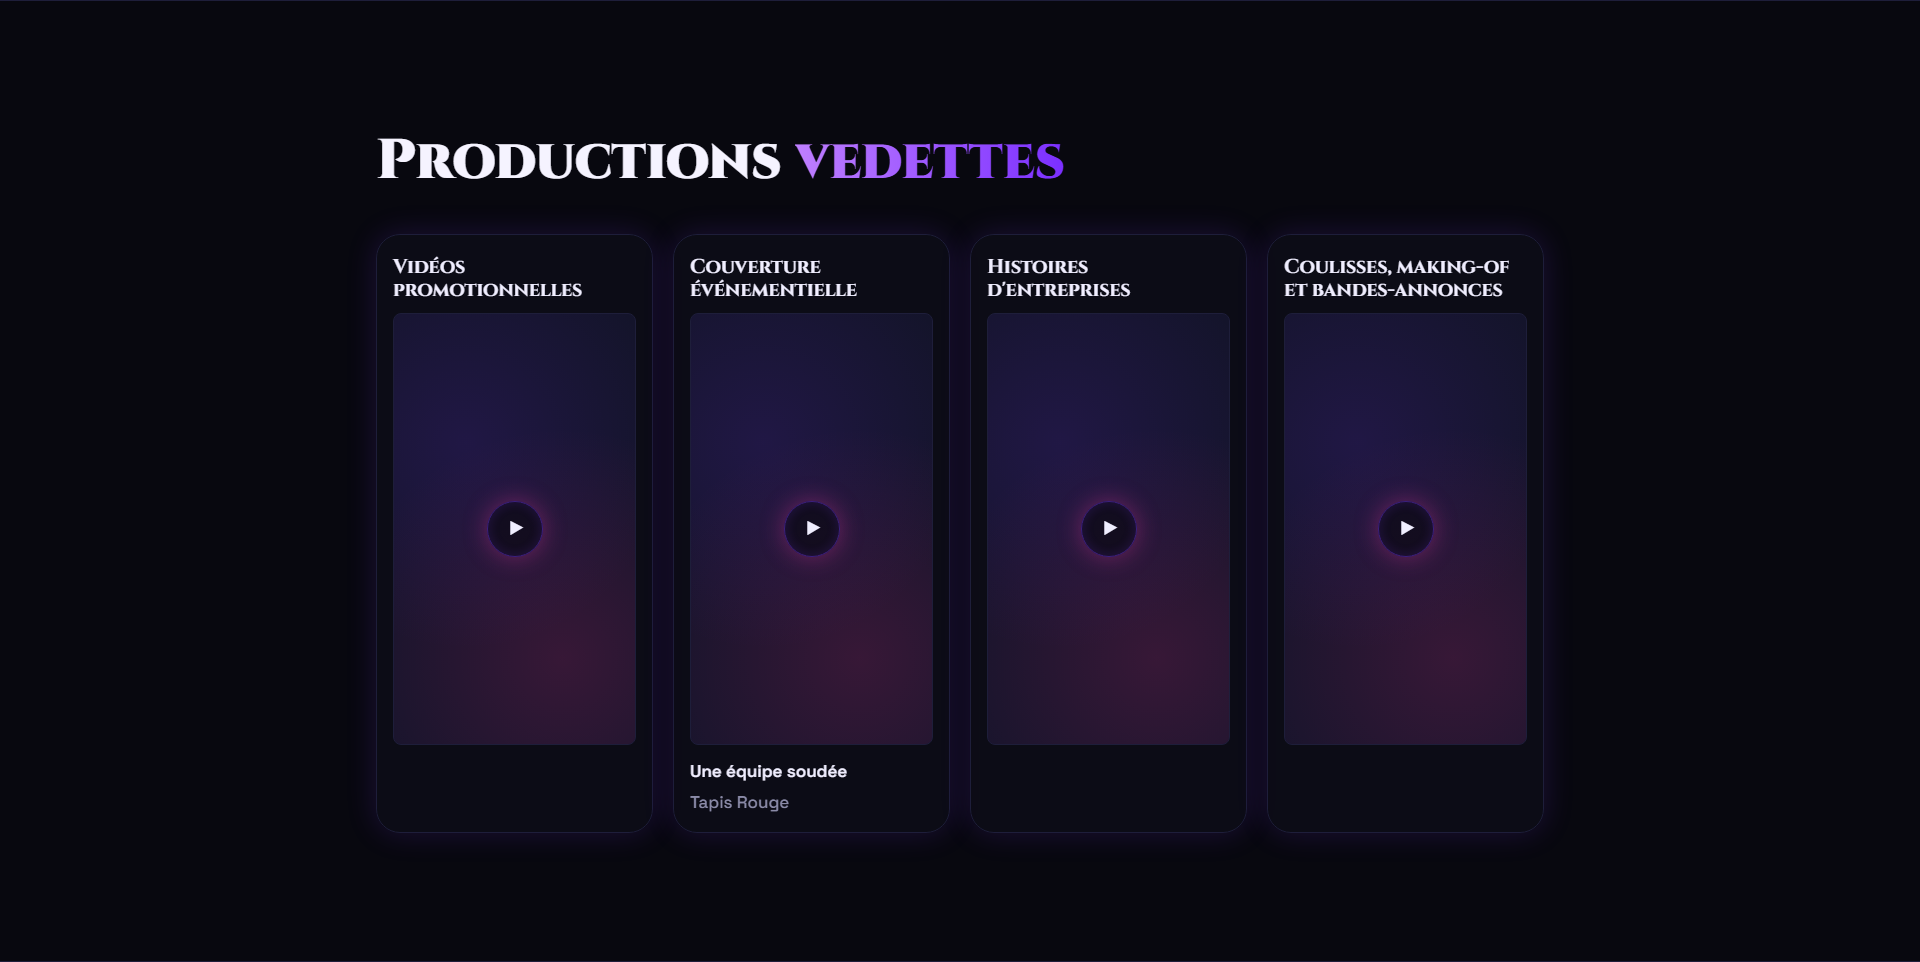 Productions vedettes
Vidéos
promotionnelles
Couverture
événementielle
Histoires
d'entreprises
Coulisses, making-of
et bandes-annonces
Une équipe soudée
Tapis Rouge